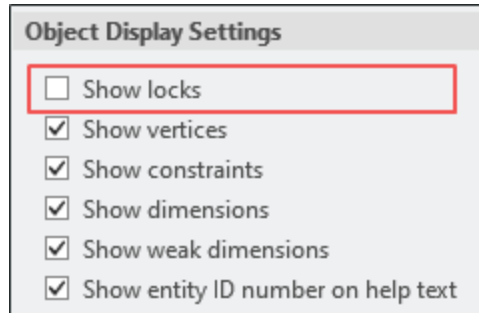 Object Display Settings
Show locks
Show vertices
Show constraints
Show dimensions
Show weak dimensions
Show entity ID number on help text